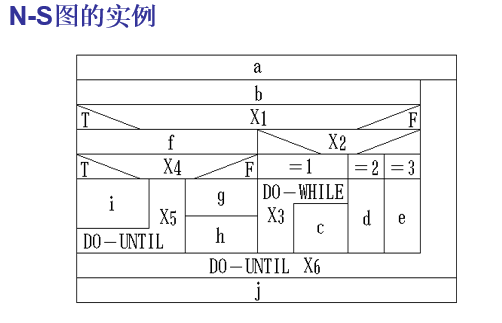 N-S图的实例
a
b
T X1 F
f X2
T X4 F =1 =2 =3
i X5 g DO-WHILE X3 c d e
DO-UNTIL h
DO-UNTIL X6
j